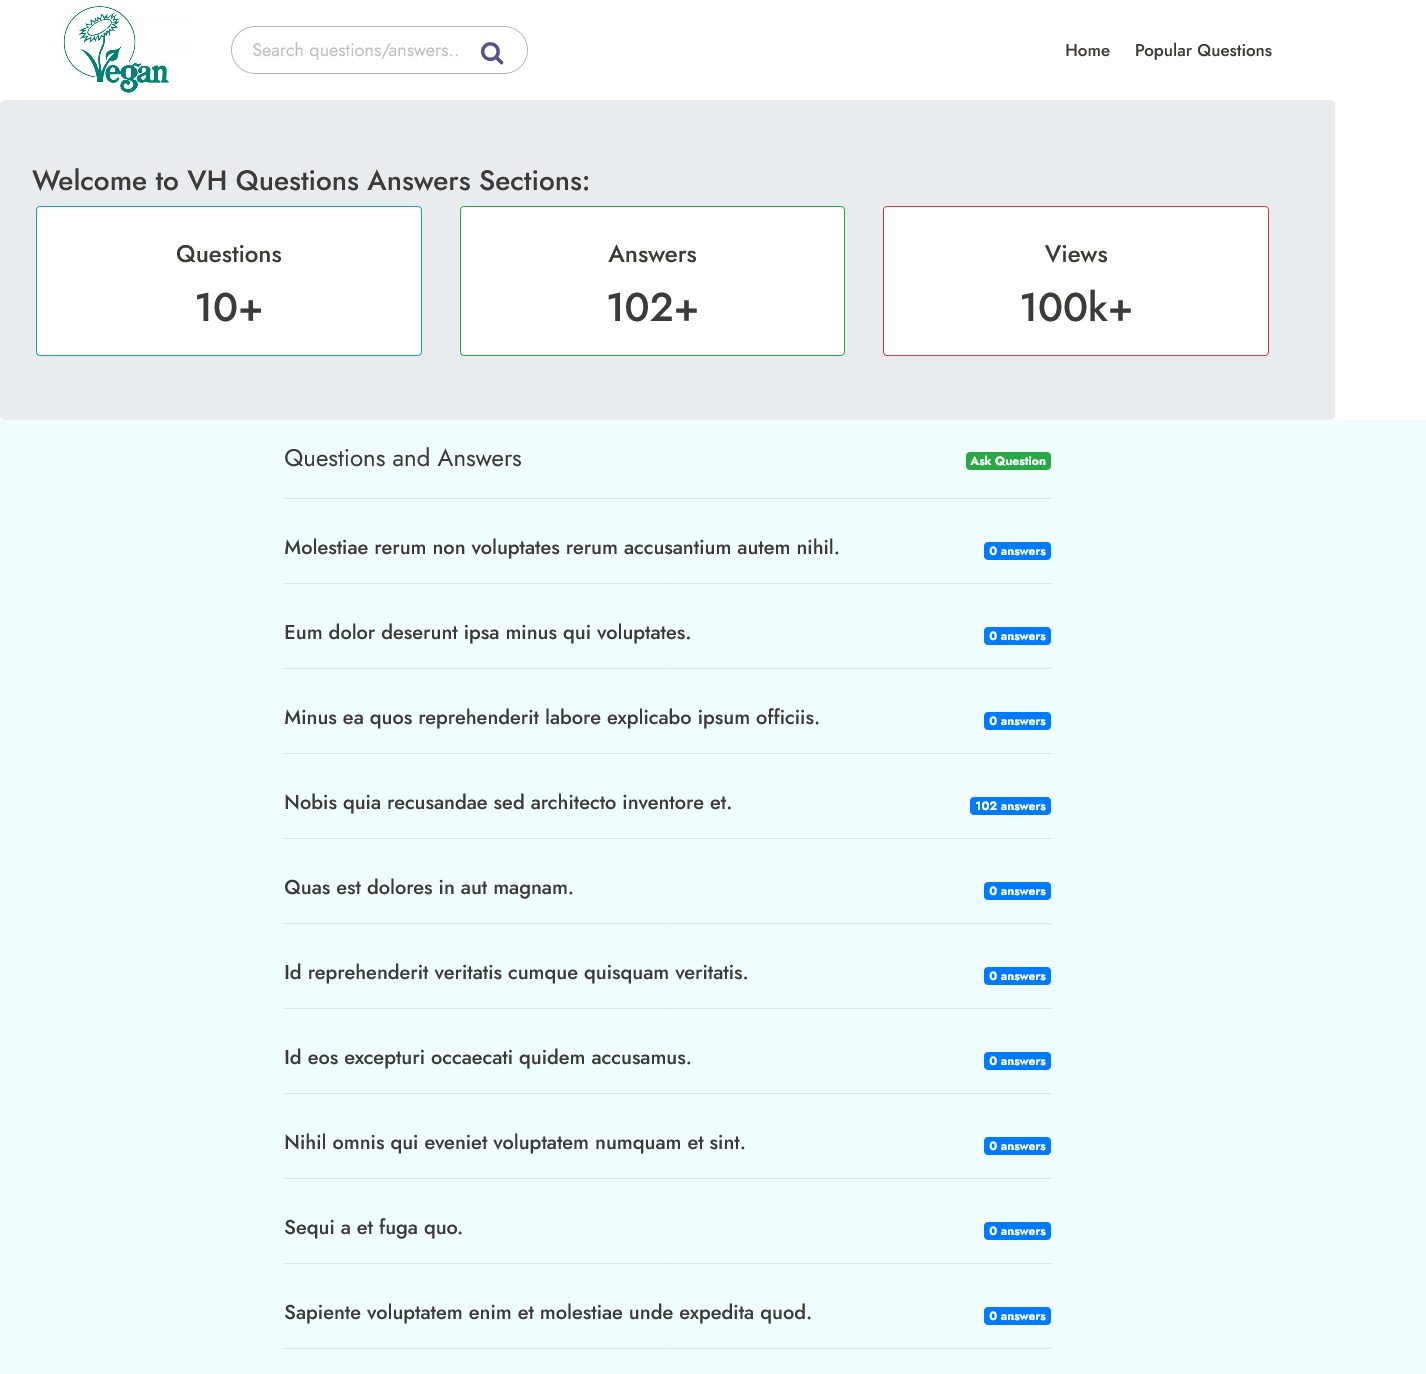 Vegan
Search questions/answers..
Home Popular Questions
Welcome to VH Questions Answers Sections:
Questions
10+
Answers
102+
Views
100k+
Questions and Answers Ask Question
Molestiae rerum non voluptates rerum accusantium autem nihil. 0 answers
Eum dolor deserunt ipsa minus qui voluptates. 0 answers
Minus ea quos reprehenderit labore explicabo ipsum officiis. 0 answers
Nobis quia recusandae sed architecto inventore et. 102 answers
Quas est dolores in aut magnam. 0 answers
Id reprehenderit veritatis cumque quisquam veritatis. 0 answers
Id eos excepturi occaecati quidem accusamus. 0 answers
Nihil omnis qui eveniet voluptatem numquam et sint. 0 answers
Sequi a et fuga quo. 0 answers
Sapiente voluptatem enim et molestiae unde expedita quod. 0 answers